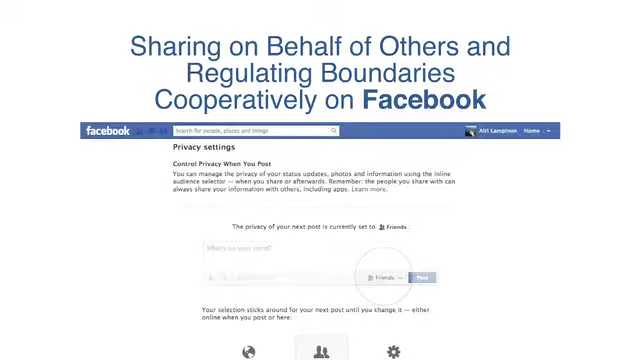 Sharing on Behalf of Others and
Regulating Boundaries
Cooperatively on Facebook
facebook
Search for people, places and things
Airi Lampinen
Home
Privacy settings
Control Privacy When You Post
You can manage the privacy of your status updates, photos and information using the inline
audience selector — when you share or afterwards. Remember: the people you share with can
always share your information with others, including apps. Learn more.
The privacy of your next post is currently set to Friends.
What's on your mind?
Friends
Post
Your selection sticks around for your next post until you change it — either
online when you post or here: